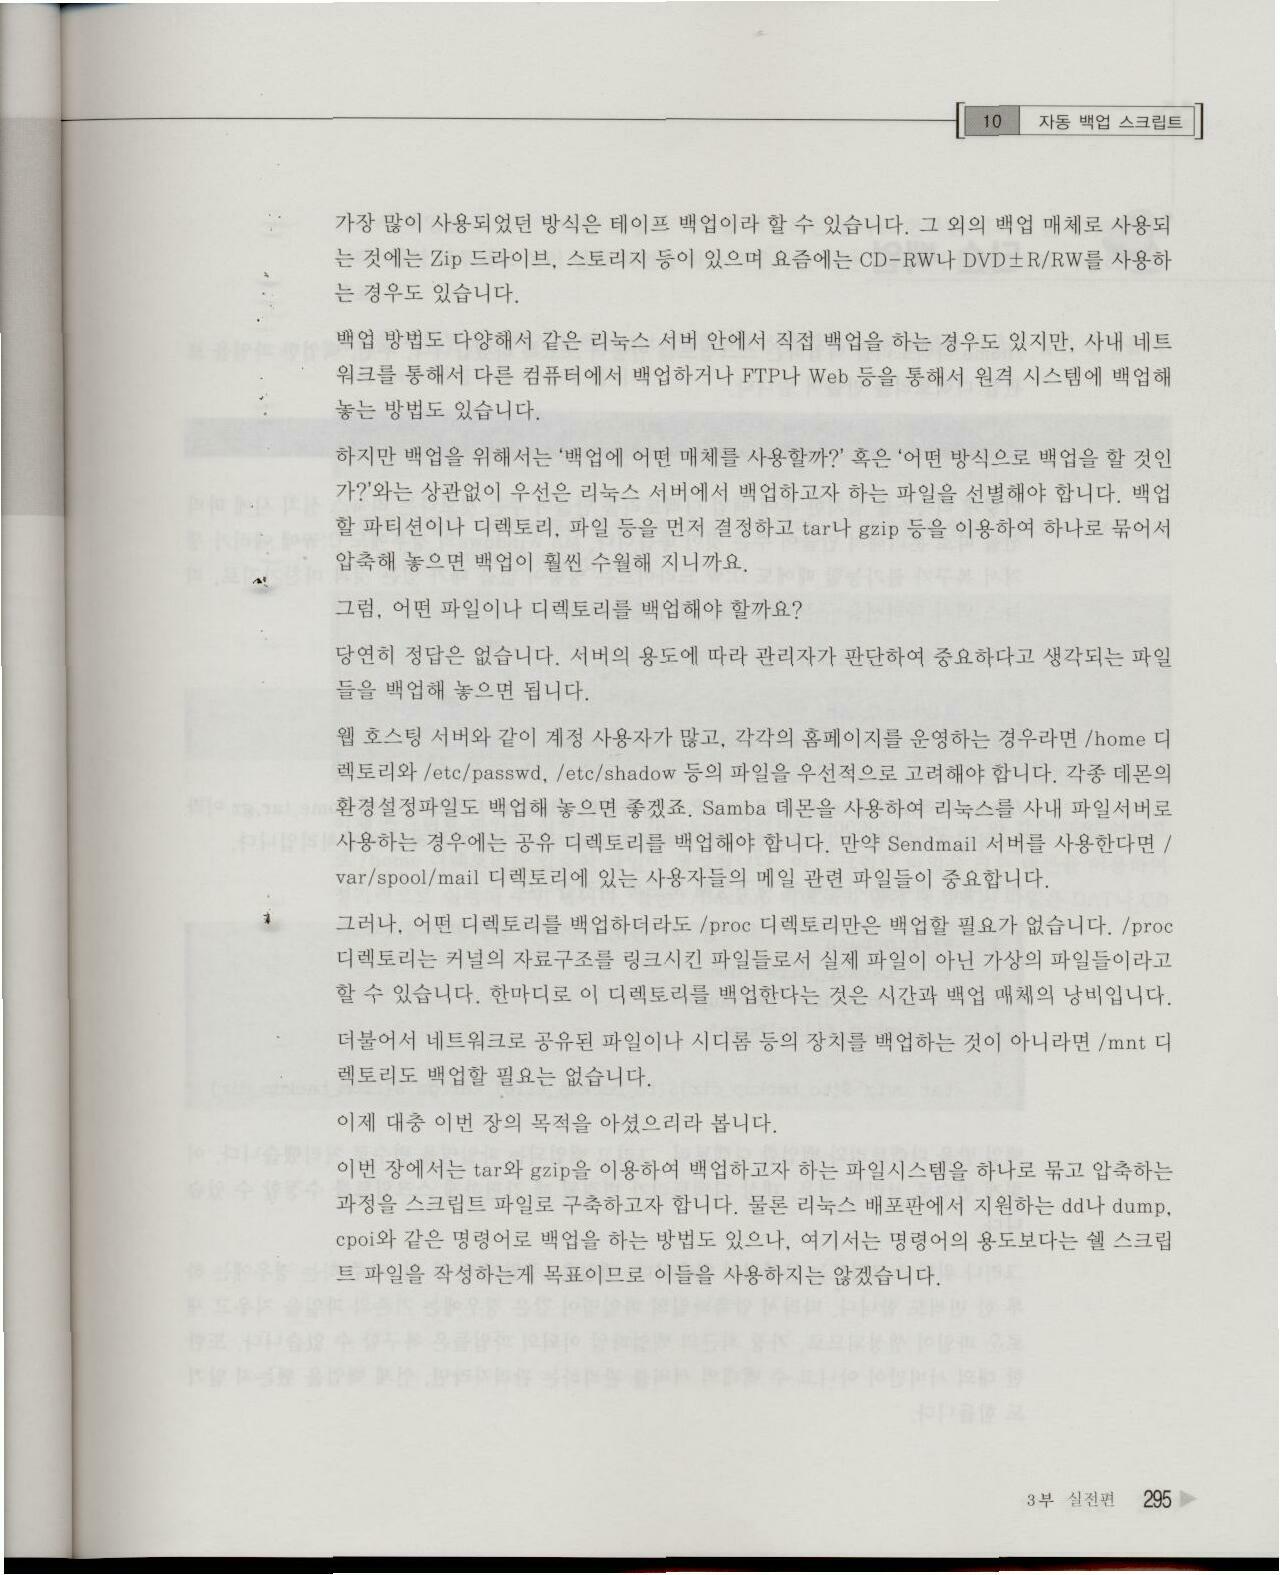 10 자동 백업 스크립트
가장 많이 사용되었던 방식은 테이프 백업이라 할 수 있습니다. 그 외의 백업 매체로 사용되
는 것에는 Zip 드라이브, 스토리지 등이 있으며 요즘에는 CD-RW나 DVD±R/RW를 사용하
는 경우도 있습니다.
백업 방법도 다양해서 같은 리눅스 서버 안에서 직접 백업을 하는 경우도 있지만, 사내 네트
워크를 통해서 다른 컴퓨터에서 백업하거나 FTP나 Web 등을 통해서 원격 시스템에 백업해
놓는 방법도 있습니다.
하지만 백업을 위해서는 ‘백업에 어떤 매체를 사용할까?’ 혹은 ‘어떤 방식으로 백업을 할 것인
가?’와는 상관없이 우선은 리눅스 서버에서 백업하고자 하는 파일을 선별해야 합니다. 백업
할 파티션이나 디렉토리, 파일 등을 먼저 결정하고 tar나 gzip 등을 이용하여 하나로 묶어서
압축해 놓으면 백업이 훨씬 수월해 지니까요.
그럼, 어떤 파일이나 디렉토리를 백업해야 할까요?
당연히 정답은 없습니다. 서버의 용도에 따라 관리자가 판단하여 중요하다고 생각되는 파일
들을 백업해 놓으면 됩니다.
웹 호스팅 서버와 같이 계정 사용자가 많고, 각각의 홈페이지를 운영하는 경우라면 /home 디
렉토리와 /etc/passwd, /etc/shadow 등의 파일을 우선적으로 고려해야 합니다. 각종 데몬의
환경설정파일도 백업해 놓으면 좋겠죠. Samba 데몬을 사용하여 리눅스를 사내 파일서버로
사용하는 경우에는 공유 디렉토리를 백업해야 합니다. 만약 Sendmail 서버를 사용한다면 /
var/spool/mail 디렉토리에 있는 사용자들의 메일 관련 파일들이 중요합니다.
그러나, 어떤 디렉토리를 백업하더라도 /proc 디렉토리만은 백업할 필요가 없습니다. /proc
디렉토리는 커널의 자료구조를 링크시킨 파일들로서 실제 파일이 아닌 가상의 파일들이라고
할 수 있습니다. 한마디로 이 디렉토리를 백업한다는 것은 시간과 백업 매체의 낭비입니다.
더불어서 네트워크로 공유된 파일이나 시디롬 등의 장치를 백업하는 것이 아니라면 /mnt 디
렉토리도 백업할 필요는 없습니다.
이제 대충 이번 장의 목적을 아셨으리라 봅니다.
이번 장에서는 tar와 gzip을 이용하여 백업하고자 하는 파일시스템을 하나로 묶고 압축하는
과정을 스크립트 파일로 구축하고자 합니다. 물론 리눅스 배포판에서 지원하는 dd나 dump,
cpoi와 같은 명령어로 백업을 하는 방법도 있으나, 여기서는 명령어의 용도보다는 쉘 스크립
트 파일을 작성하는게 목표이므로 이들을 사용하지는 않겠습니다.
3부 실전편 295